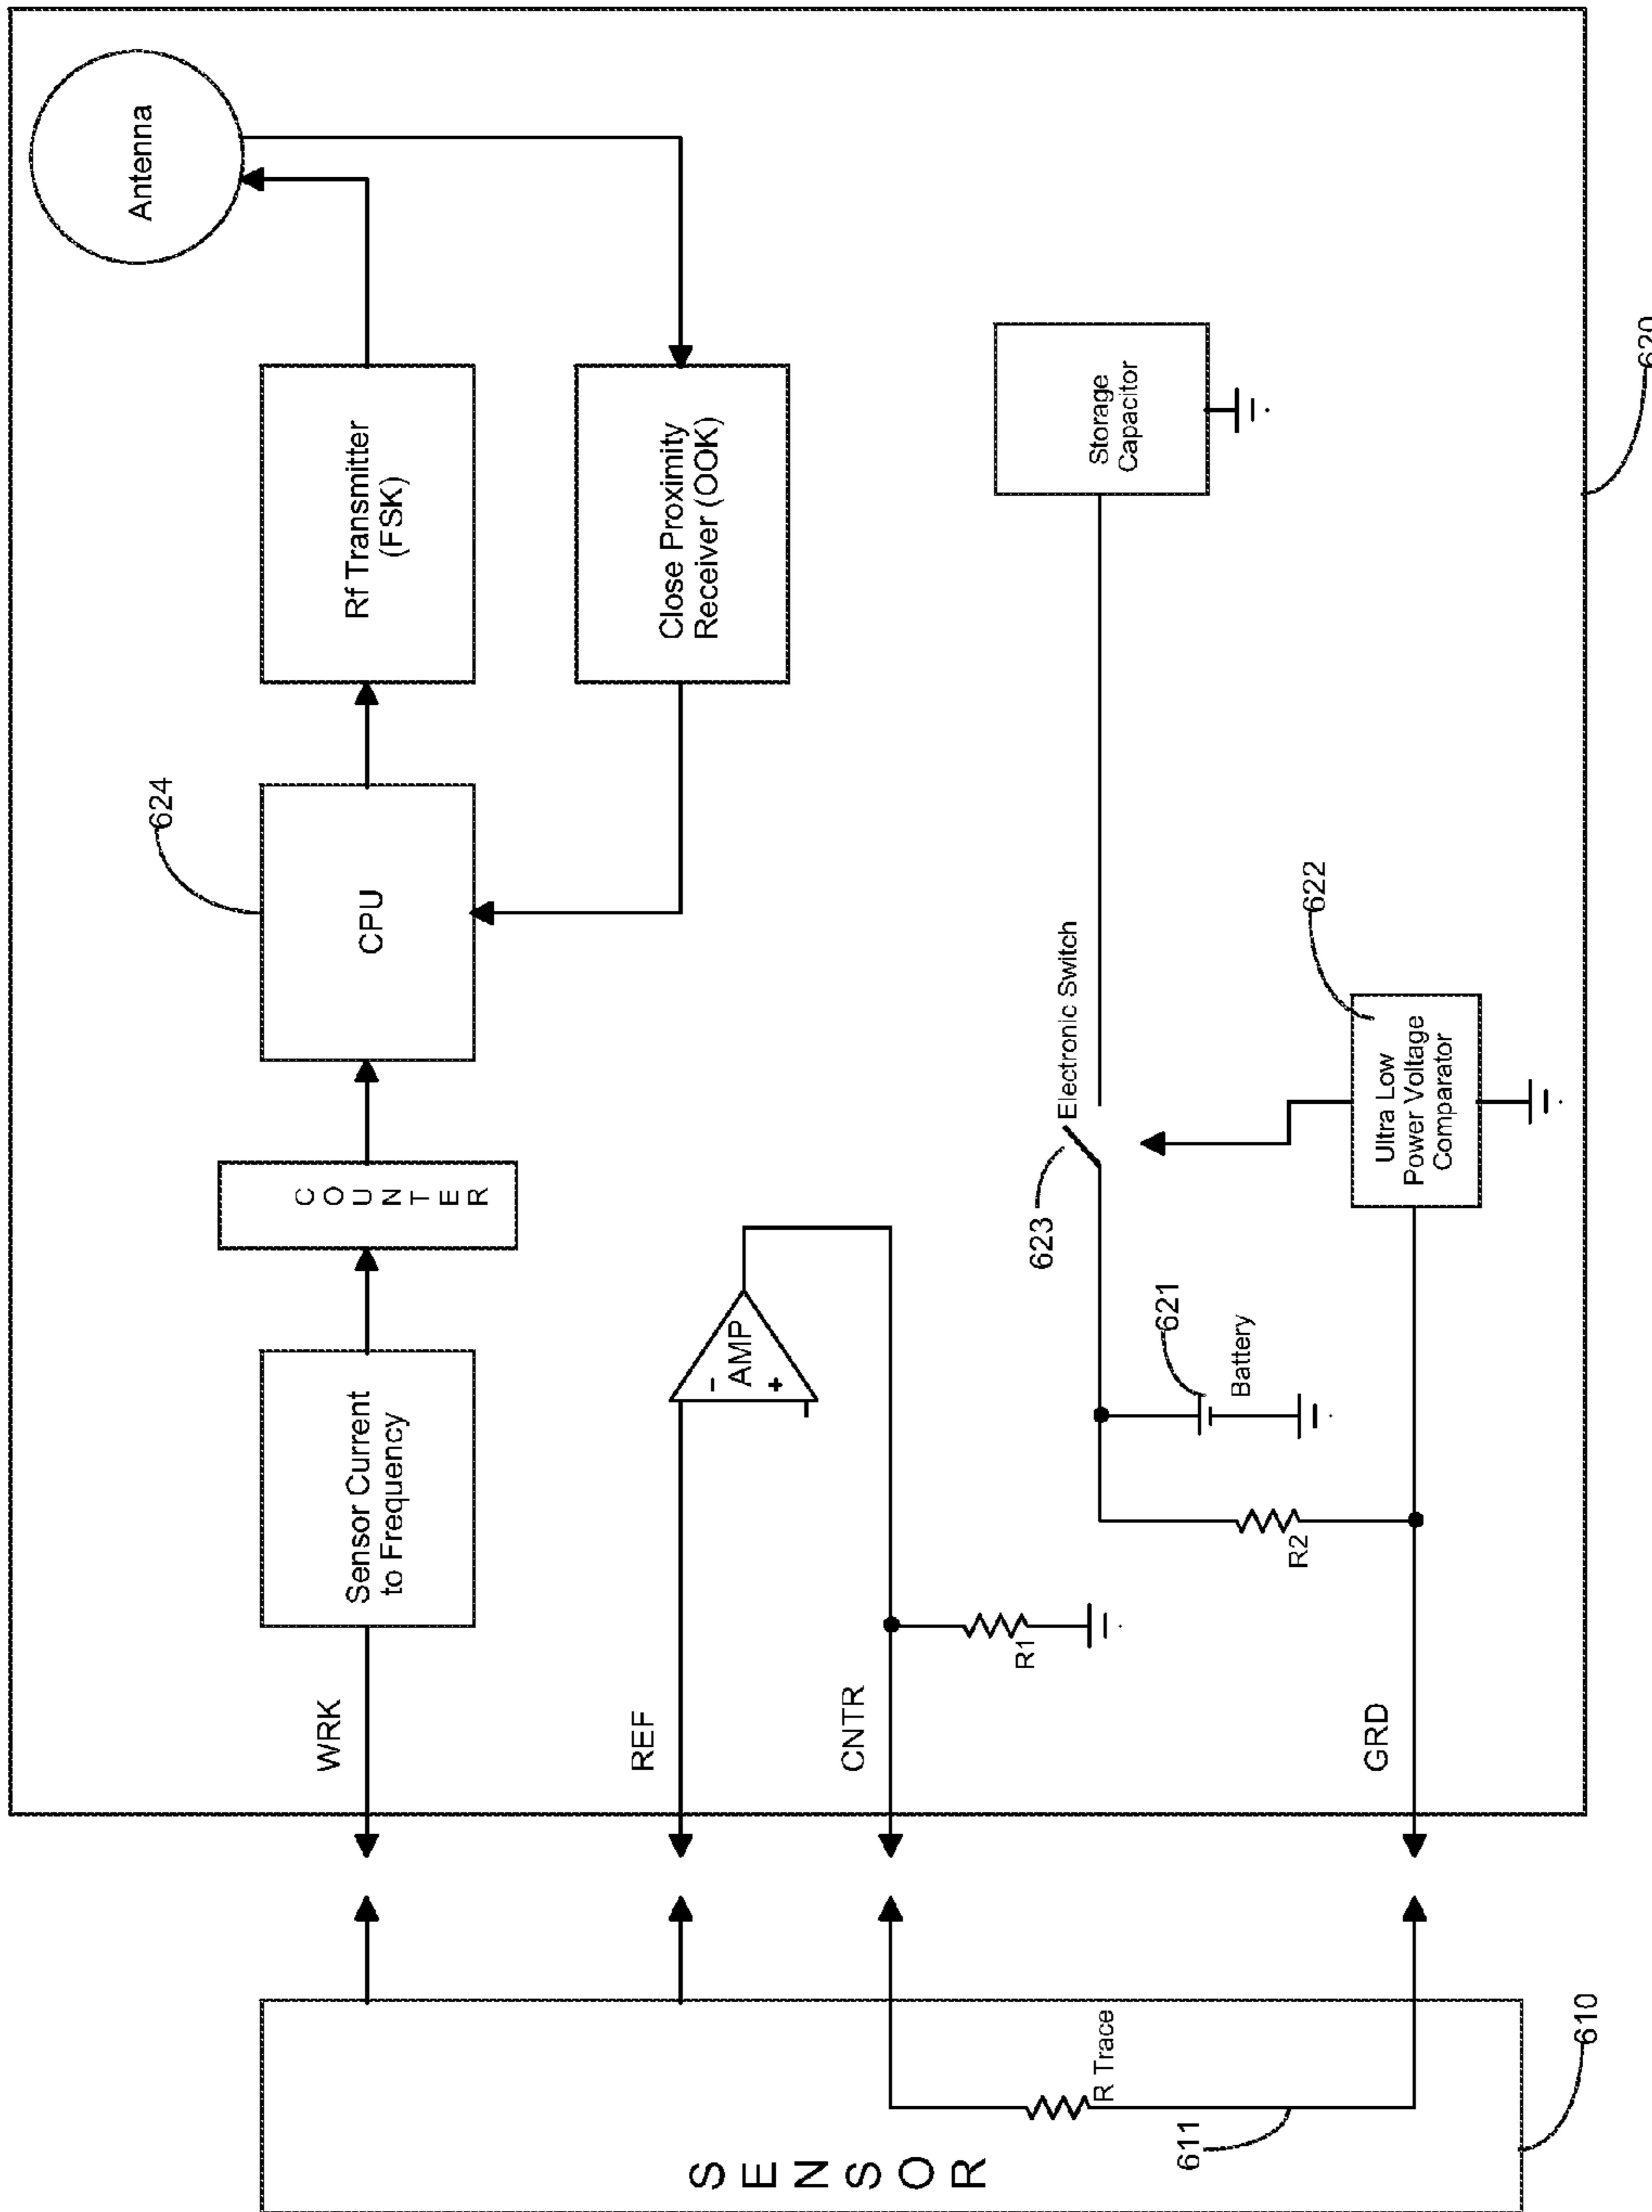 SENSOR
R Trace
611
610
WRK
REF
CNTR
GRD
Sensor Current
to Frequency
COUNTER
CPU
624
Rf Transmitter
(FSK)
Antenna
Close Proximity
Receiver (OOK)
-
AMP
+
R1
R2
621
Battery
623
Electronic Switch
Ultra Low
Power Voltage
Comparator
622
Storage
Capacitor
620